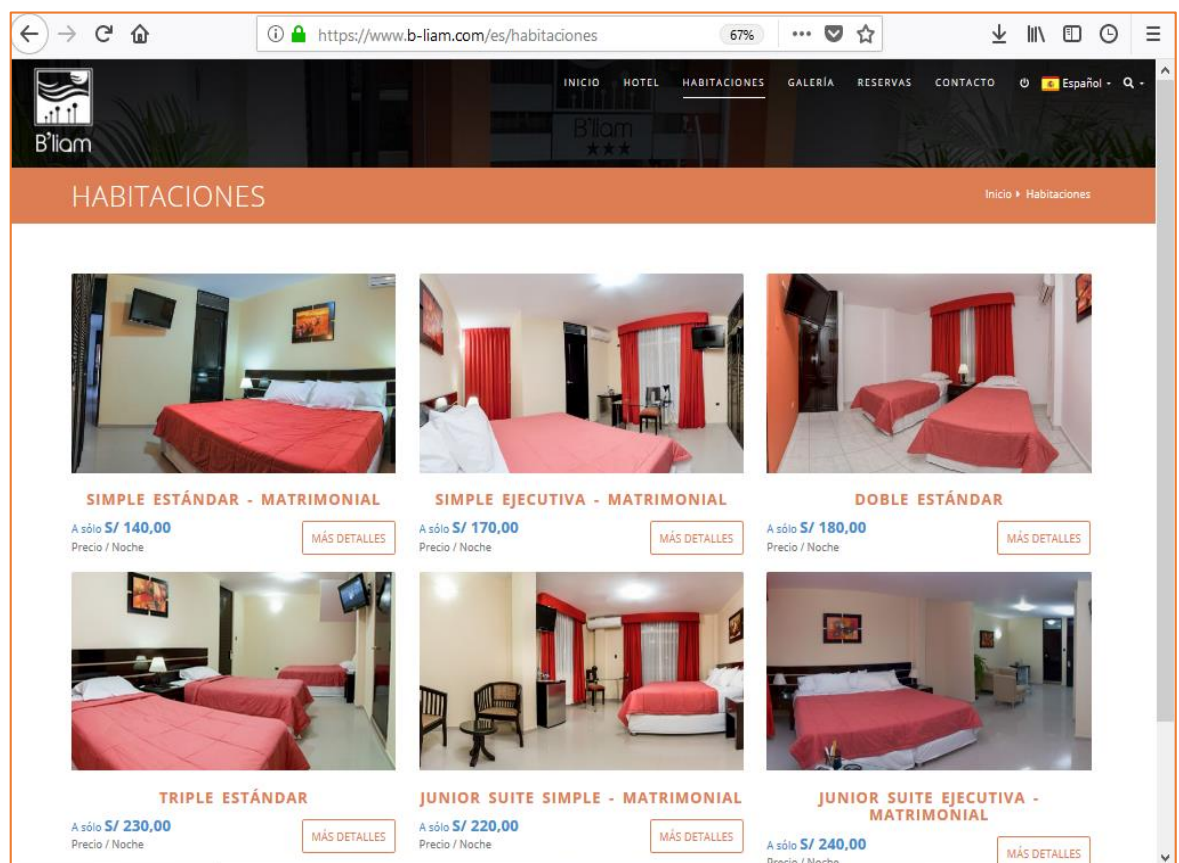 https://www.b-liam.com/es/habitaciones 67%
INICIO HOTEL HABITACIONES GALERÍA RESERVAS CONTACTO Español
B'liam
B'liam
HABITACIONES
Inicio Habitaciones
SIMPLE ESTÁNDAR - MATRIMONIAL
A sólo S/ 140,00
Precio / Noche
MÁS DETALLES
SIMPLE EJECUTIVA - MATRIMONIAL
A sólo S/ 170,00
Precio / Noche
MÁS DETALLES
DOBLE ESTÁNDAR
A sólo S/ 180,00
Precio / Noche
MÁS DETALLES
TRIPLE ESTÁNDAR
A sólo S/ 230,00
Precio / Noche
MÁS DETALLES
JUNIOR SUITE SIMPLE - MATRIMONIAL
A sólo S/ 220,00
Precio / Noche
MÁS DETALLES
JUNIOR SUITE EJECUTIVA -
MATRIMONIAL
A sólo S/ 240,00
Precio / Noche
MÁS DETALLES